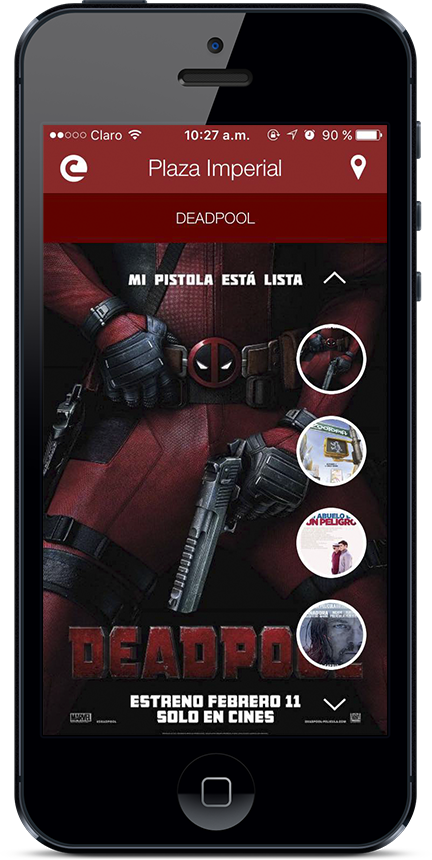 Claro 10:27 a.m. 90 %
Plaza Imperial
DEADPOOL
MI PISTOLA ESTÁ LISTA
ZOOTOPIA
ABUELO
UN PELIGRO
DEADPOOL
ESTRENO FEBRERO 11
SOLO EN CINES
MARVEL
DEADPOOL-PELICULA.COM